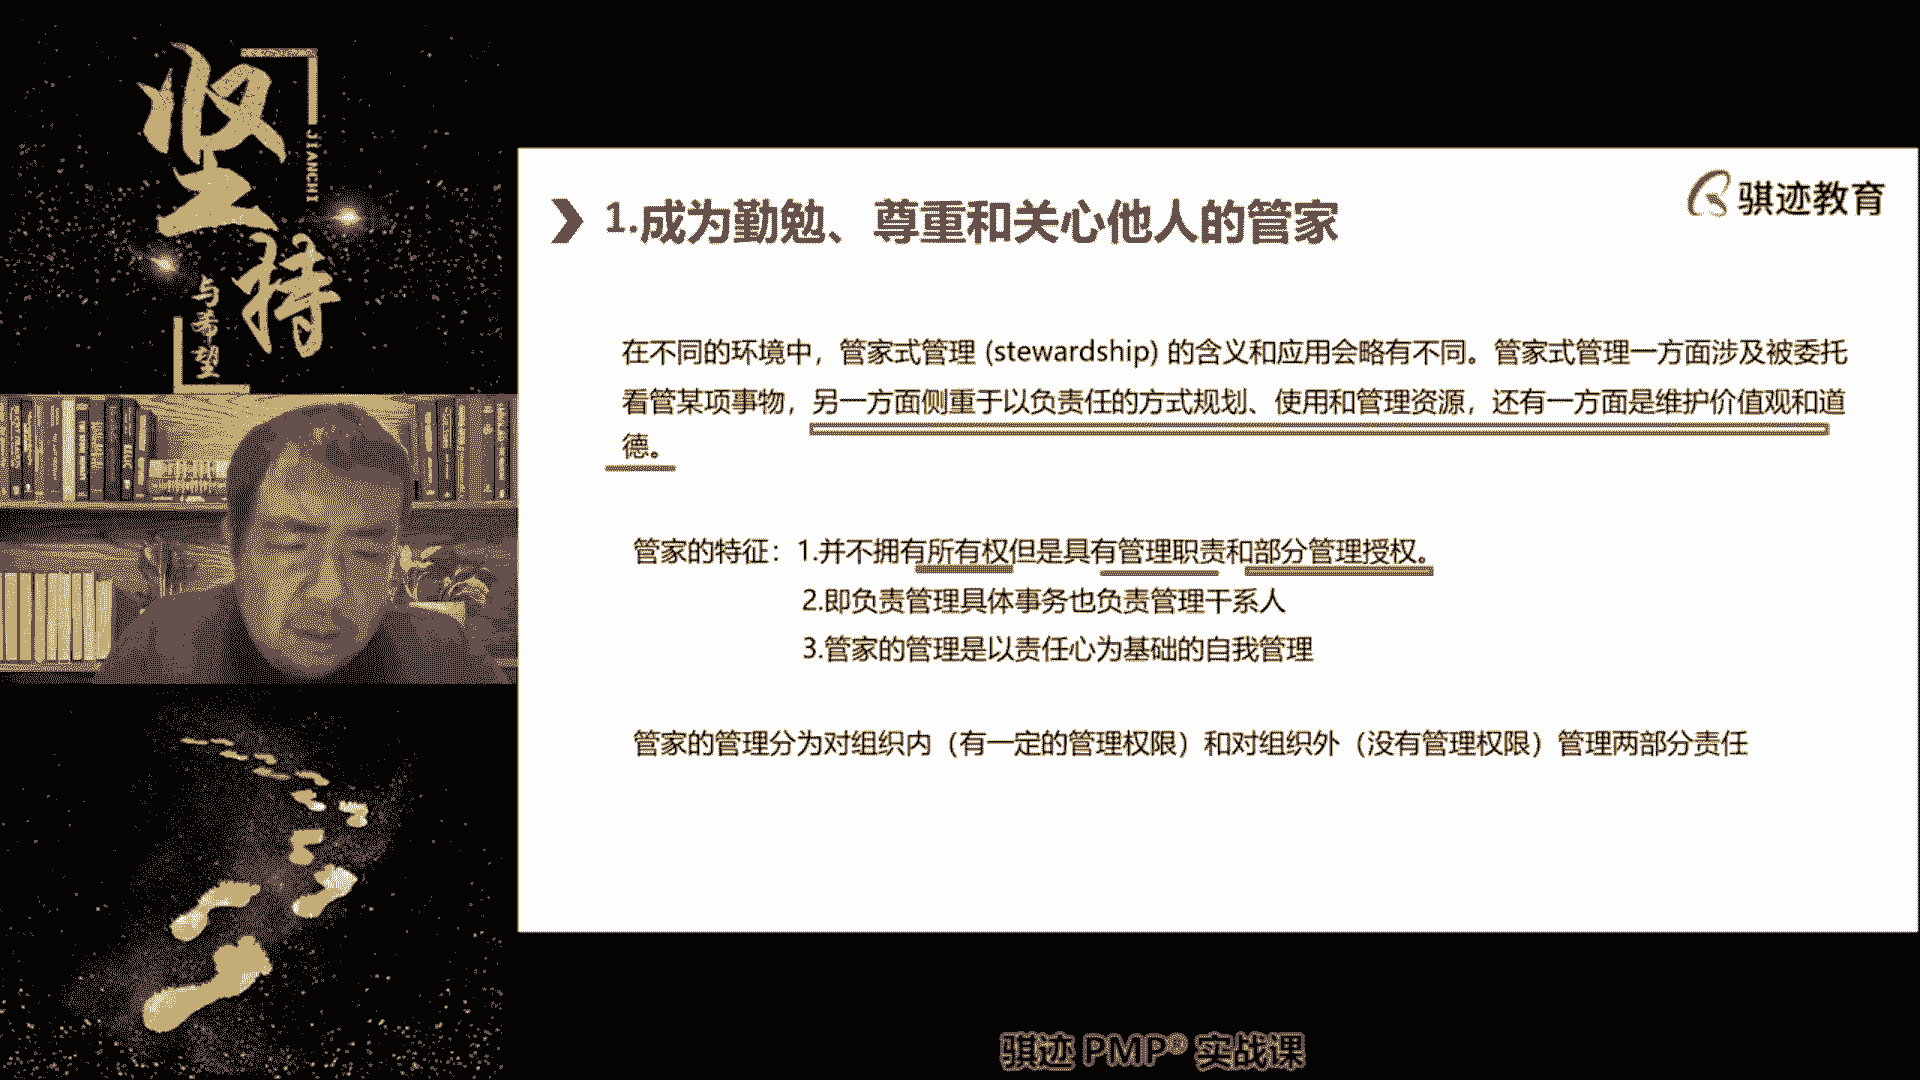 坚持
JIANCHI
与希望
骐迹教育
1.成为勤勉、尊重和关心他人的管家
在不同的环境中，管家式管理 (stewardship) 的含义和应用会略有不同。管家式管理一方面涉及被委托
看管某项事物，另一方面侧重于以负责任的方式规划、使用和管理资源，还有一方面是维护价值观和道
德。
管家的特征：1.并不拥有所有权但是具有管理职责和部分管理授权。
2.即负责管理具体事务也负责管理干系人
3.管家的管理是以责任心为基础的自我管理
管家的管理分为对组织内（有一定的管理权限）和对组织外（没有管理权限）管理两部分责任
骐迹 PMP® 实战课